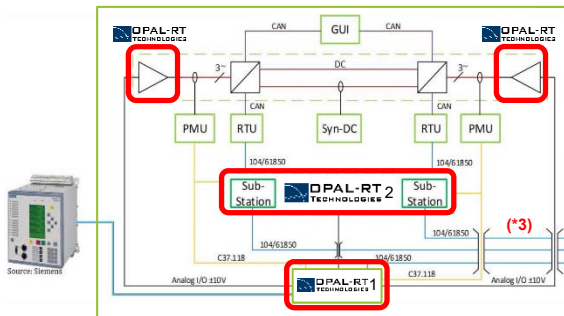 OPAL-RT
TECHNOLOGIES
OPAL-RT
TECHNOLOGIES
CAN
GUI
CAN
3~
DC
3~
CAN
CAN
PMU
RTU
Syn-DC
RTU
PMU
104/61850
104/61850
Sub-
Station
OPAL-RT 2
TECHNOLOGIES
Sub-
Station
(*3)
104/61850
104/61850
104/61850
Source: Siemens
C37.118
C37.118
Analog I/O ±10V
OPAL-RT 1
TECHNOLOGIES
Analog I/O ±10V